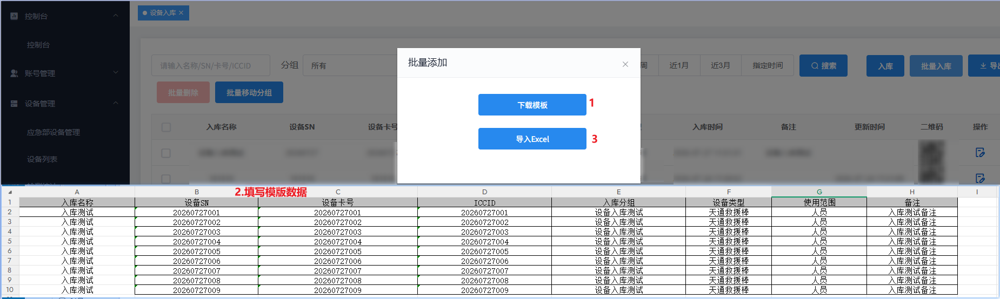 控制台
设备入库 ×
控制台
账号管理
设备管理
应急部设备管理
设备列表
请输入名称/SN/卡号/ICCID
分组
所有
周
近1月
近3月
指定时间
搜索
入库
批量入库
批量删除
批量移动分组
入库名称
设备SN
设备卡号
入库时间
备注
更新时间
二维码
操作
批量添加
下载模板
1
导入Excel
3
2.填写模版数据
A B C D E F G H I
1 入库名称 设备SN 设备卡号 ICCID 入库分组 设备类型 使用范围 备注
2 入库测试 20260727001 20260727001 20260727001 设备入库测试 天通救援棒 人员 入库测试备注
3 入库测试 20260727002 20260727002 20260727002 设备入库测试 天通救援棒 人员 入库测试备注
4 入库测试 20260727003 20260727003 20260727003 设备入库测试 天通救援棒 人员 入库测试备注
5 入库测试 20260727004 20260727004 20260727004 设备入库测试 天通救援棒 人员 入库测试备注
6 入库测试 20260727005 20260727005 20260727005 设备入库测试 天通救援棒 人员 入库测试备注
7 入库测试 20260727006 20260727006 20260727006 设备入库测试 天通救援棒 人员 入库测试备注
8 入库测试 20260727007 20260727007 20260727007 设备入库测试 天通救援棒 人员 入库测试备注
9 入库测试 20260727008 20260727008 20260727008 设备入库测试 天通救援棒 人员 入库测试备注
10 入库测试 20260727009 20260727009 20260727009 设备入库测试 天通救援棒 人员 入库测试备注